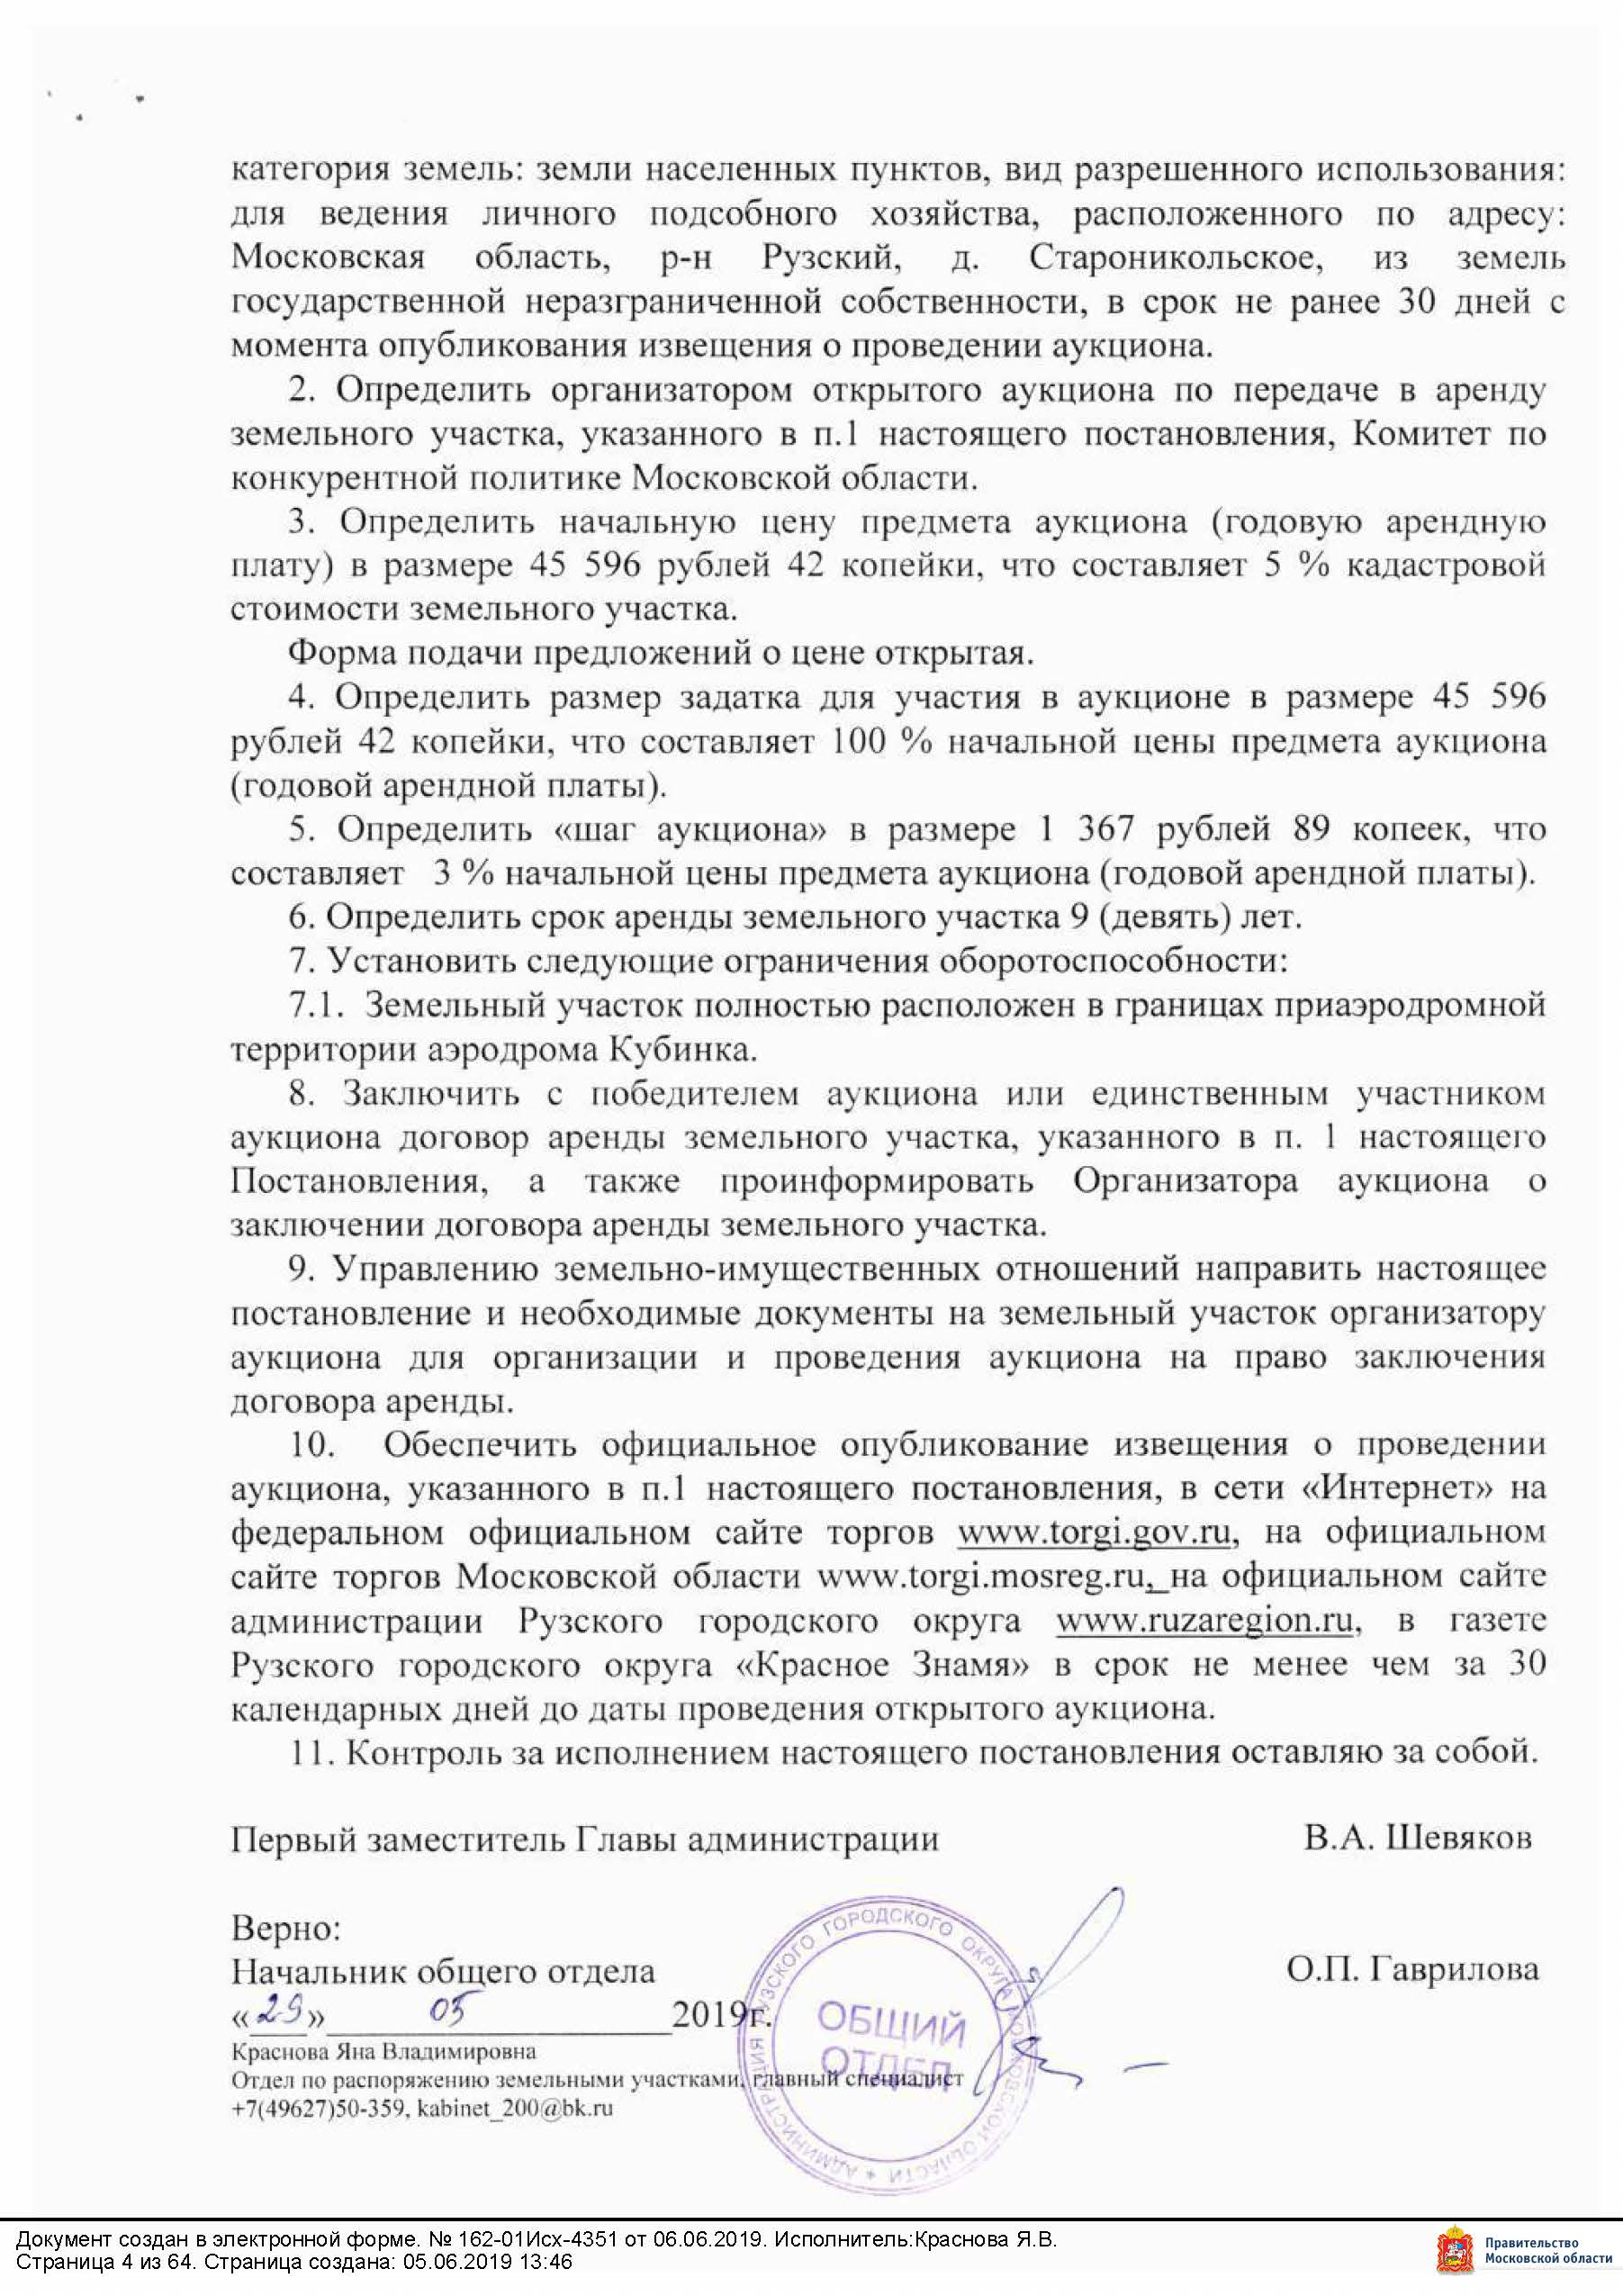 категория земель: земли населенных пунктов, вид разрешенного использования:
для ведения личного подсобного хозяйства, расположенного по адресу:
Московская область, р-н Рузский, д. Староникольское, из земель
государственной неразграниченной собственности, в срок не ранее 30 дней с
момента опубликования извещения о проведении аукциона.
2. Определить организатором открытого аукциона по передаче в аренду
земельного участка, указанного в п.1 настоящего постановления, Комитет по
конкурентной политике Московской области.
3. Определить начальную цену предмета аукциона (годовую арендную
плату) в размере 45 596 рублей 42 копейки, что составляет 5 % кадастровой
стоимости земельного участка.
Форма подачи предложений о цене открытая.
4. Определить размер задатка для участия в аукционе в размере 45 596
рублей 42 копейки, что составляет 100 % начальной цены предмета аукциона
(годовой арендной платы).
5. Определить «шаг аукциона» в размере 1 367 рублей 89 копеек, что
составляет 3 % начальной цены предмета аукциона (годовой арендной платы).
6. Определить срок аренды земельного участка 9 (девять) лет.
7. Установить следующие ограничения оборотоспособности:
7.1. Земельный участок полностью расположен в границах приаэродромной
территории аэродрома Кубинка.
8. Заключить с победителем аукциона или единственным участником
аукциона договор аренды земельного участка, указанного в п. 1 настоящего
Постановления, а также проинформировать Организатора аукциона о
заключении договора аренды земельного участка.
9. Управлению земельно-имущественных отношений направить настоящее
постановление и необходимые документы на земельный участок организатору
аукциона для организации и проведения аукциона на право заключения
договора аренды.
10. Обеспечить официальное опубликование извещения о проведении
аукциона, указанного в п.1 настоящего постановления, в сети «Интернет» на
федеральном официальном сайте торгов www.torgi.gov.ru, на официальном
сайте торгов Московской области www.torgi.mosreg.ru, на официальном сайте
администрации Рузского городского округа www.ruzaregion.ru, в газете
Рузского городского округа «Красное Знамя» в срок не менее чем за 30
календарных дней до даты проведения открытого аукциона.
11. Контроль за исполнением настоящего постановления оставляю за собой.
Первый заместитель Главы администрации В.А. Шевяков
Верно:
Начальник общего отдела О.П. Гаврилова
«29» 05 2019г.
Краснова Яна Владимировна
Отдел по распоряжению земельными участками, главный специалист
+7(49627)50-359, kabinet_200@bk.ru
АДМИНИСТРАЦИЯ РУЗСКОГО ГОРОДСКОГО ОКРУГА МОСКОВСКОЙ ОБЛАСТИ
ОБЩИЙ
ОТДЕЛ
Документ создан в электронной форме. № 162-01Исх-4351 от 06.06.2019. Исполнитель:Краснова Я.В.
Страница 4 из 64. Страница создана: 05.06.2019 13:46
Правительство
Московской области